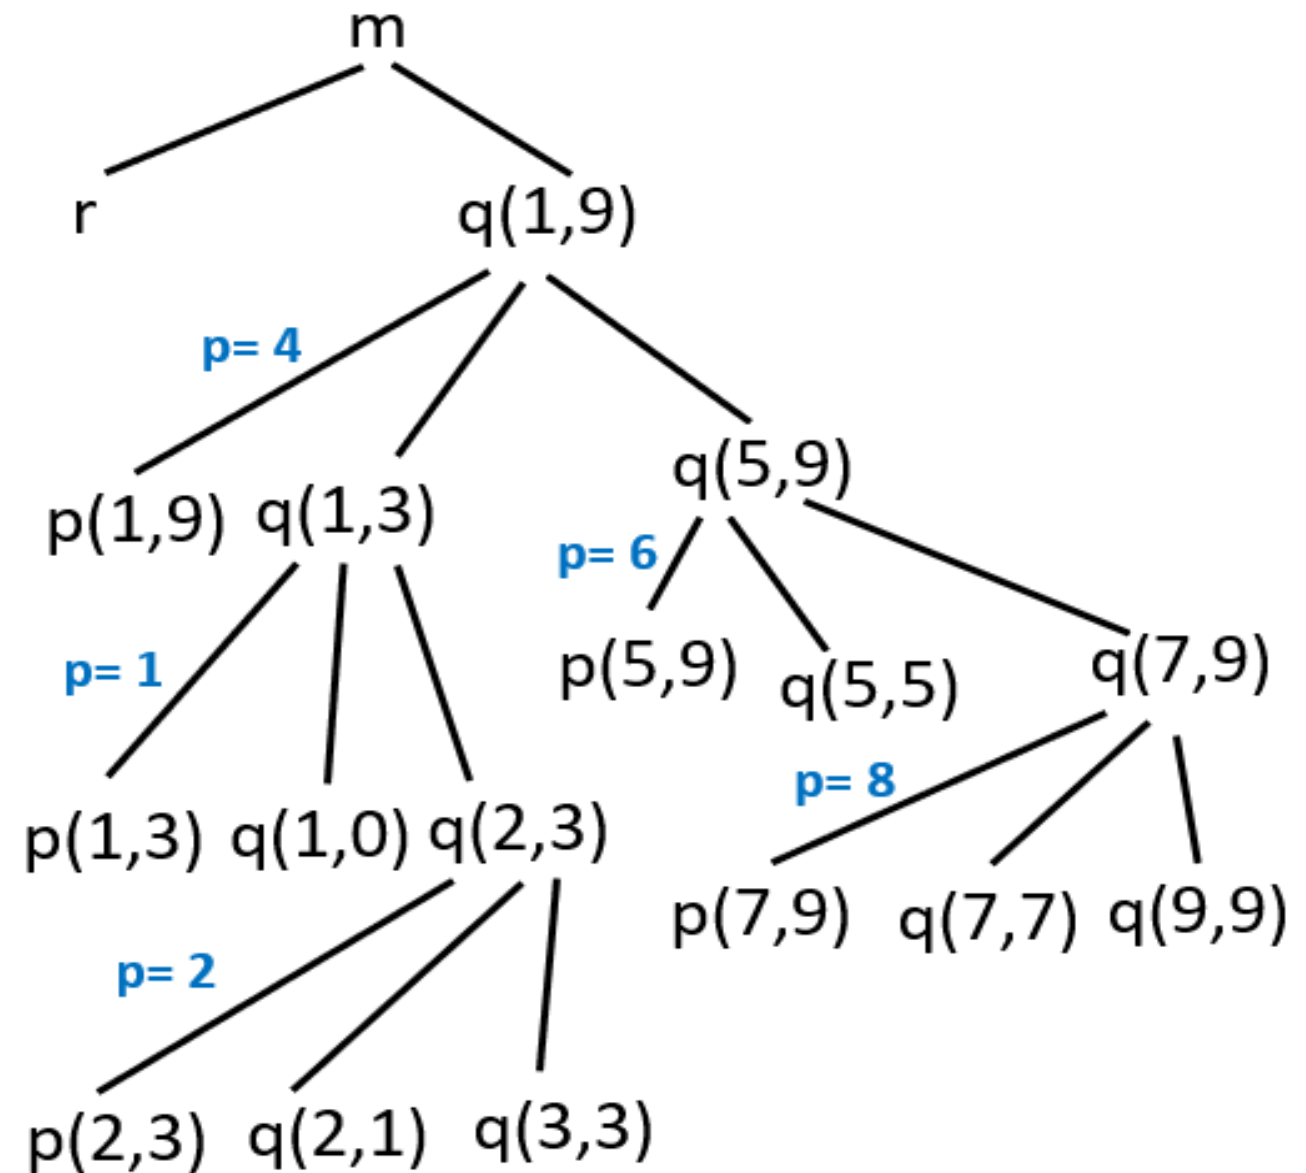 m
r
q(1,9)
p= 4
p(1,9) q(1,3)
q(5,9)
p= 6
p(5,9) q(5,5)
q(7,9)
p= 1
p(1,3) q(1,0) q(2,3)
p= 8
p(7,9) q(7,7) q(9,9)
p= 2
p(2,3) q(2,1) q(3,3)